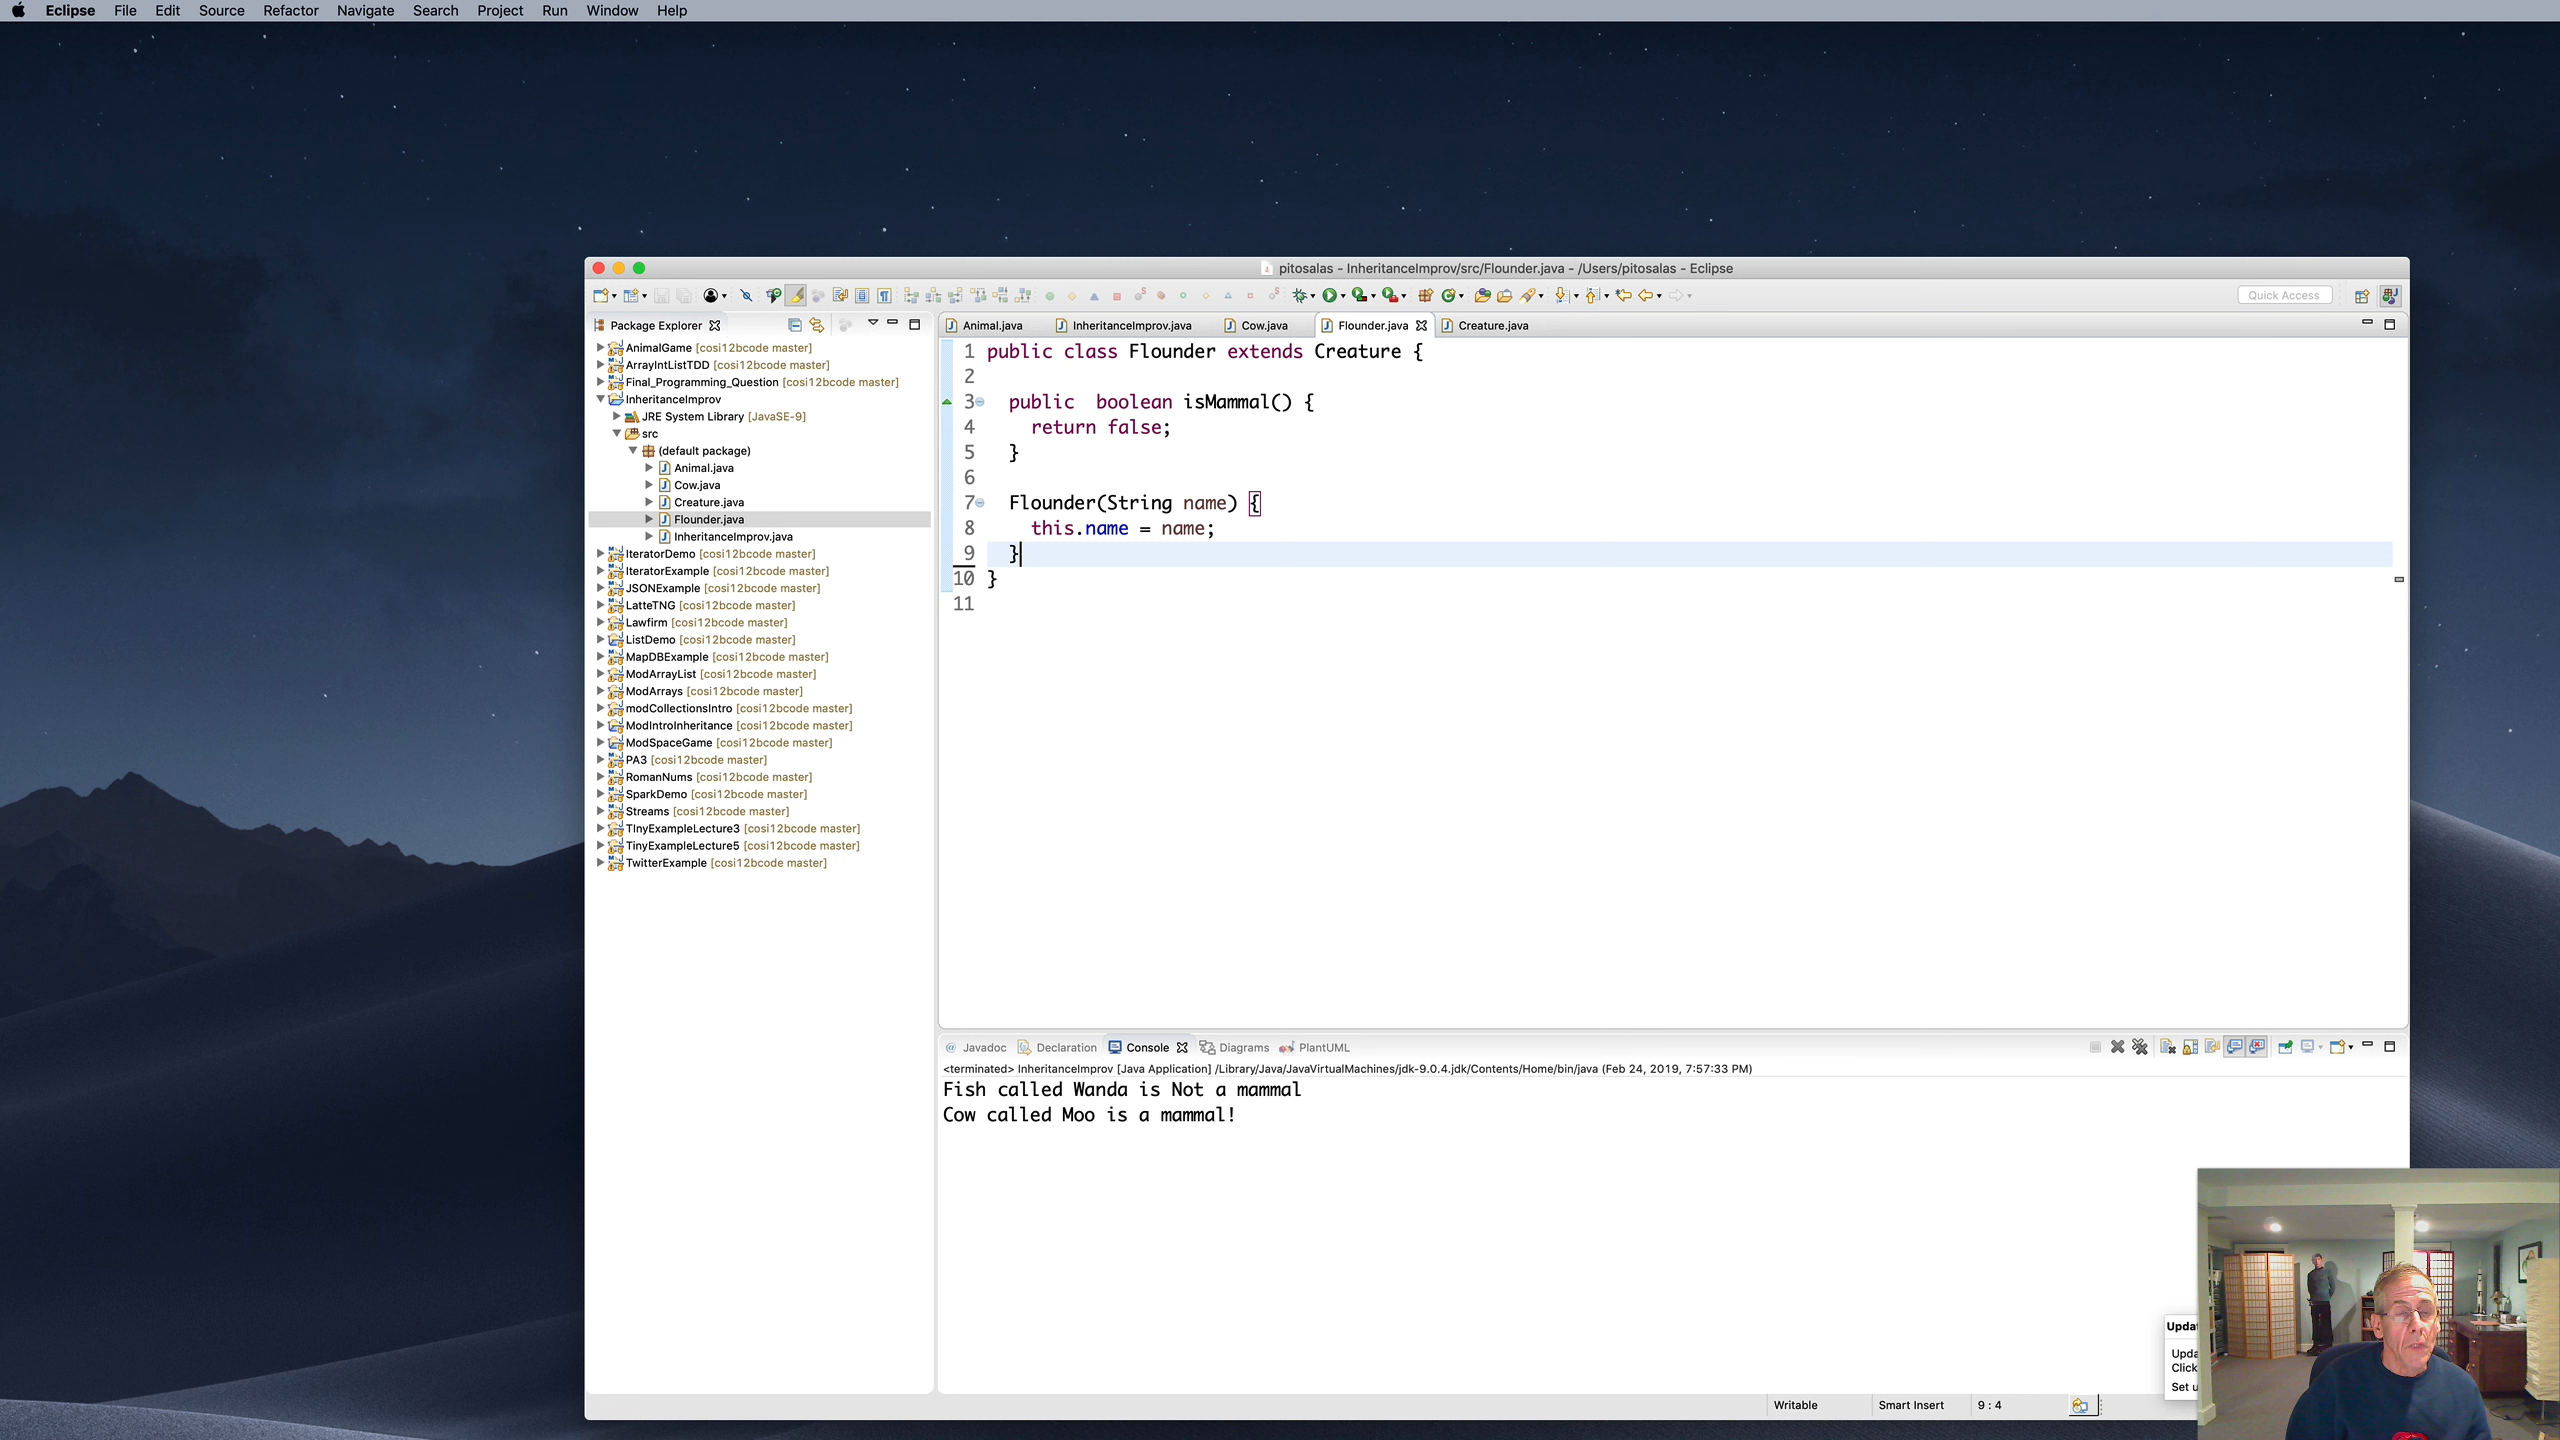 Eclipse File Edit Source Refactor Navigate Search Project Run Window Help
pitosalas - InheritanceImprov/src/Flounder.java - /Users/pitosalas - Eclipse
Quick Access
Package Explorer
AnimalGame [cosi12bcode master]
ArrayIntListTDD [cosi12bcode master]
Final_Programming_Question [cosi12bcode master]
InheritanceImprov
JRE System Library [JavaSE-9]
src
(default package)
Animal.java
Cow.java
Creature.java
Flounder.java
InheritanceImprov.java
IteratorDemo [cosi12bcode master]
IteratorExample [cosi12bcode master]
JSONExample [cosi12bcode master]
LatteTNG [cosi12bcode master]
Lawfirm [cosi12bcode master]
ListDemo [cosi12bcode master]
MapDBExample [cosi12bcode master]
ModArrayList [cosi12bcode master]
ModArrays [cosi12bcode master]
modCollectionsIntro [cosi12bcode master]
ModIntroInheritance [cosi12bcode master]
ModSpaceGame [cosi12bcode master]
PA3 [cosi12bcode master]
RomanNums [cosi12bcode master]
SparkDemo [cosi12bcode master]
Streams [cosi12bcode master]
TInyExampleLecture3 [cosi12bcode master]
TinyExampleLecture5 [cosi12bcode master]
TwitterExample [cosi12bcode master]
Animal.java InheritanceImprov.java Cow.java Flounder.java Creature.java
1 public class Flounder extends Creature {
2
3 public  boolean isMammal() {
4 return false;
5 }
6
7 Flounder(String name) {
8 this.name = name;
9 }
10 }
11
@ Javadoc Declaration Console Diagrams PlantUML
<terminated> InheritanceImprov [Java Application] /Library/Java/JavaVirtualMachines/jdk-9.0.4.jdk/Contents/Home/bin/java (Feb 24, 2019, 7:57:33 PM)
Fish called Wanda is Not a mammal
Cow called Moo is a mammal!
Writable Smart Insert 9 : 4
Upda
Upda
Click
Set u